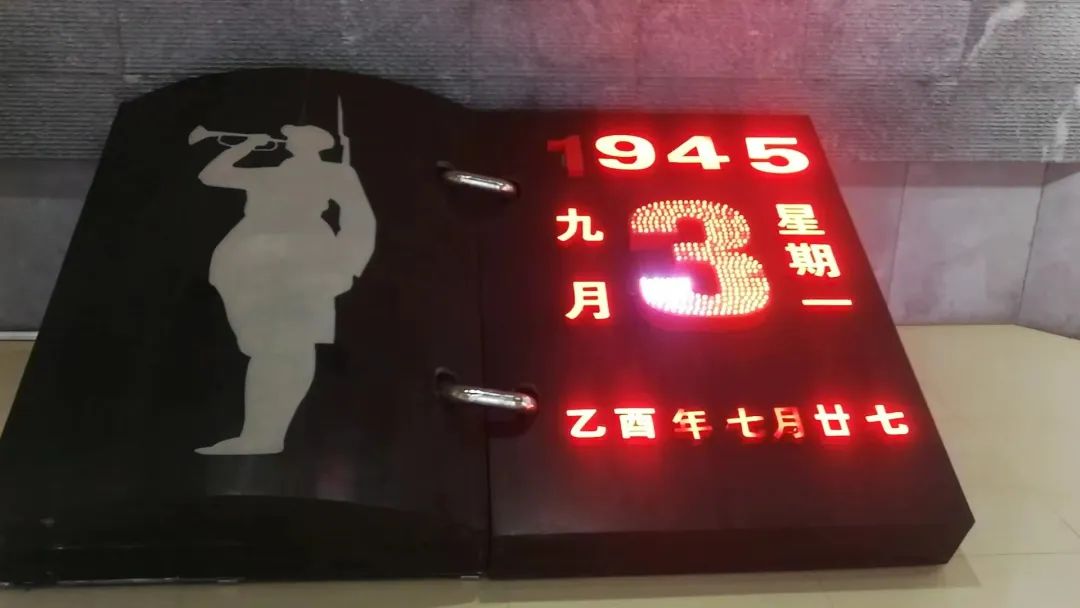 1945
九月
3
星期一
乙酉年七月廿七